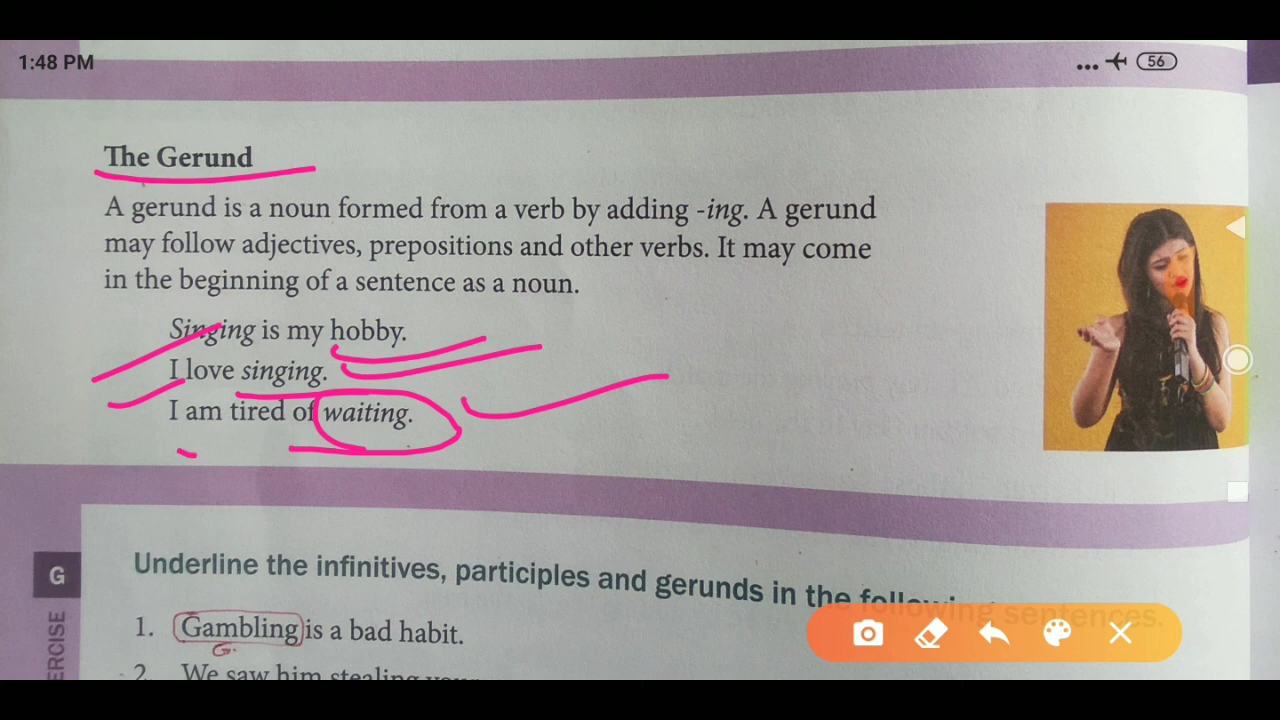 1:48 PM
56
The Gerund
A gerund is a noun formed from a verb by adding -ing. A gerund
may follow adjectives, prepositions and other verbs. It may come
in the beginning of a sentence as a noun.
Singing is my hobby.
I love singing.
I am tired of waiting.
G
Underline the infinitives, participles and gerunds in the following sentences.
1. Gambling is a bad habit.
G.
2. We saw him stealing